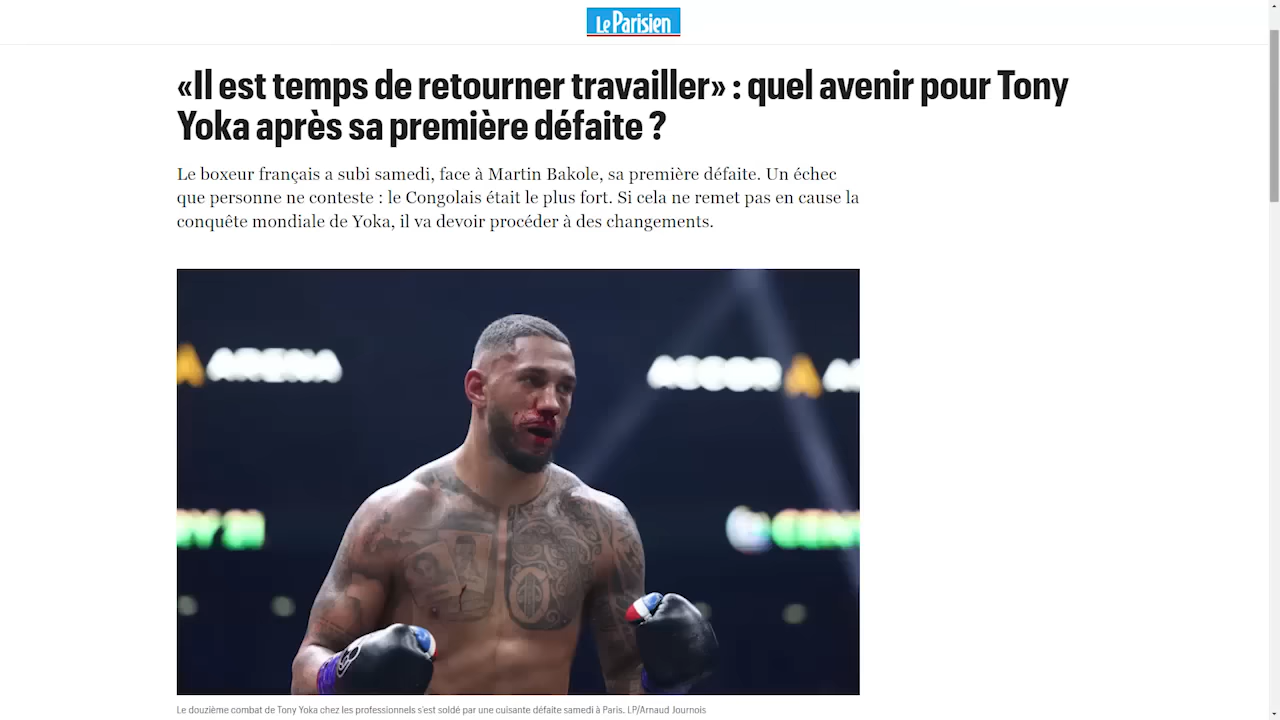 Le Parisien
«Il est temps de retourner travailler» : quel avenir pour Tony
Yoka après sa première défaite ?
Le boxeur français a subi samedi, face à Martin Bakole, sa première défaite. Un échec
que personne ne conteste : le Congolais était le plus fort. Si cela ne remet pas en cause la
conquête mondiale de Yoka, il va devoir procéder à des changements.
A ARENA
ACCOR A
Le douzième combat de Tony Yoka chez les professionnels s'est soldé par une cuisante défaite samedi à Paris. LP/Arnaud Journois